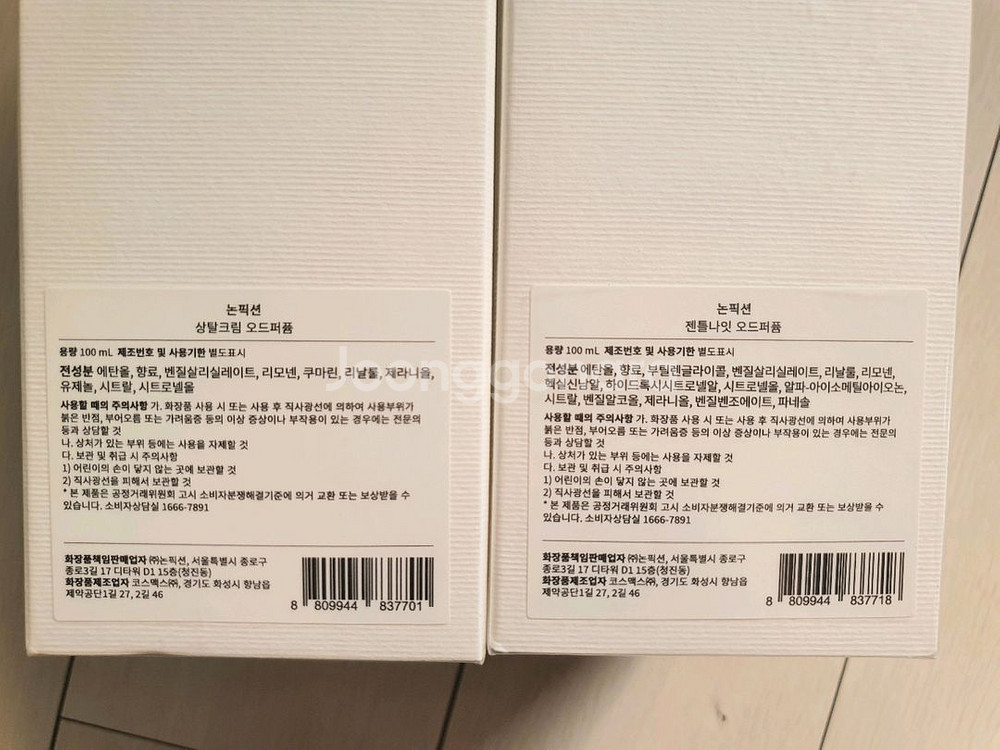 논픽션
상탈크림 오드퍼퓸
용량 100 mL 제조번호 및 사용기한 별도표시
전성분 에탄올, 향료, 벤질살리실레이트, 리모넨, 쿠마린, 리날룰, 제라니올,
유제놀, 시트랄, 시트로넬올
사용할 때의 주의사항 가. 화장품 사용 시 또는 사용 후 직사광선에 의하여 사용부위가
붉은 반점, 부어오름 또는 가려움증 등의 이상 증상이나 부작용이 있는 경우에는 전문의
등과 상담할 것
나. 상처가 있는 부위 등에는 사용을 자제할 것
다. 보관 및 취급 시 주의사항
1) 어린이의 손이 닿지 않는 곳에 보관할 것
2) 직사광선을 피해서 보관할 것
* 본 제품은 공정거래위원회 고시 소비자분쟁해결기준에 의거 교환 또는 보상받을 수
있습니다. 소비자상담실 1666-7891
화장품책임판매업자 ㈜논픽션, 서울특별시 종로구
종로3길 17 디타워 D1 15층(청진동)
화장품제조업자 코스맥스㈜, 경기도 화성시 향남읍
제약공단1길 27, 2길 46
8 809944 837701
논픽션
젠틀나잇 오드퍼퓸
용량 100 mL 제조번호 및 사용기한 별도표시
전성분 에탄올, 향료, 부틸렌글라이콜, 벤질살리실레이트, 리날룰, 리모넨,
헥실신남알, 하이드록시시트로넬알, 시트로넬올, 알파-아이소메틸아이오논,
시트랄, 벤질알코올, 제라니올, 벤질벤조에이트, 파네솔
사용할 때의 주의사항 가. 화장품 사용 시 또는 사용 후 직사광선에 의하여 사용부위가
붉은 반점, 부어오름 또는 가려움증 등의 이상 증상이나 부작용이 있는 경우에는 전문의
등과 상담할 것
나. 상처가 있는 부위 등에는 사용을 자제할 것
다. 보관 및 취급 시 주의사항
1) 어린이의 손이 닿지 않는 곳에 보관할 것
2) 직사광선을 피해서 보관할 것
* 본 제품은 공정거래위원회 고시 소비자분쟁해결기준에 의거 교환 또는 보상받을 수
있습니다. 소비자상담실 1666-7891
화장품책임판매업자 ㈜논픽션, 서울특별시 종로구
종로3길 17 디타워 D1 15층(청진동)
화장품제조업자 코스맥스㈜, 경기도 화성시 향남읍
제약공단1길 27, 2길 46
8 809944 837718